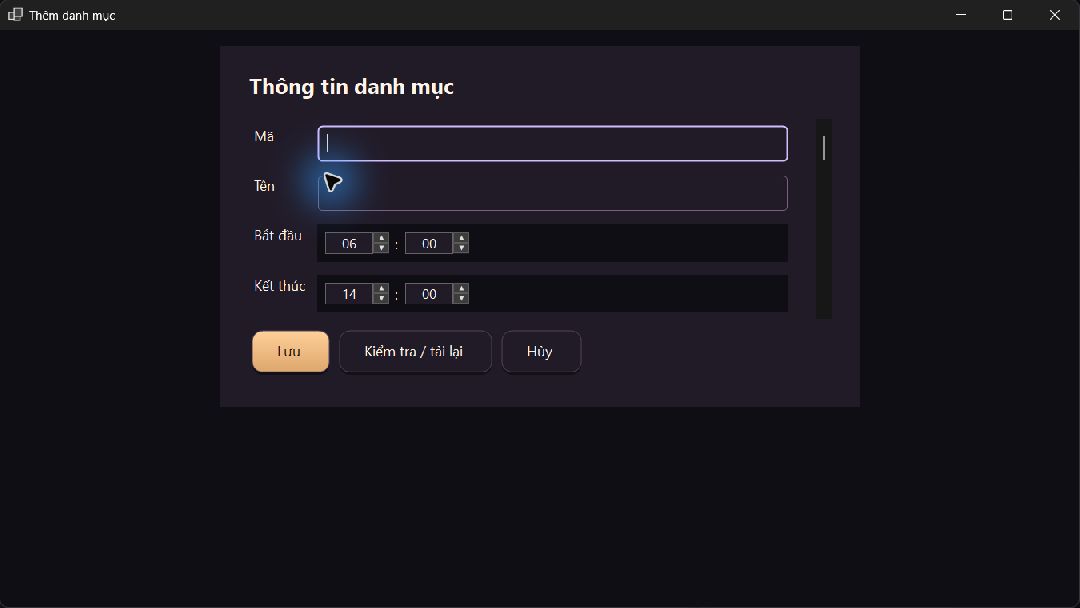 Thêm danh mục
Thông tin danh mục
Mã
Tên
Bắt đầu
06 : 00
Kết thúc
14 : 00
Lưu
Kiểm tra / tải lại
Hủy